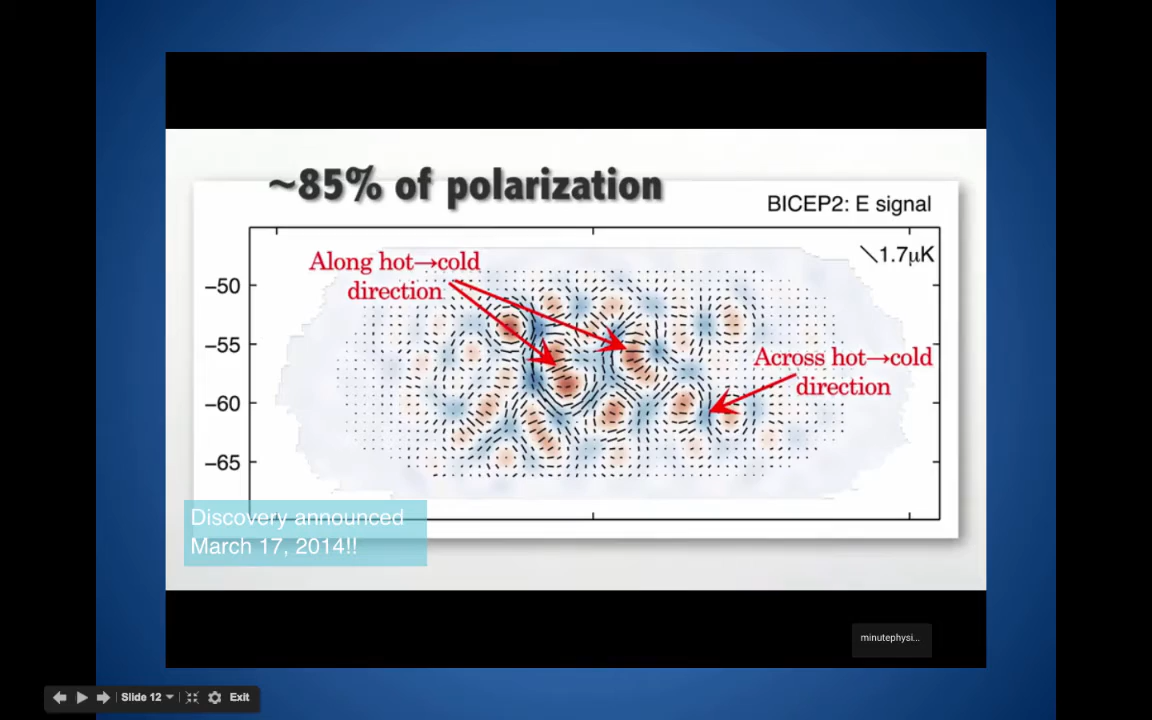 ~85% of polarization
BICEP2: E signal
Along hot→cold
direction
1.7μK
−50
−55
Across hot→cold
direction
−60
−65
Discovery announced
March 17, 2014!!
minutephysi...
Slide 12
Exit